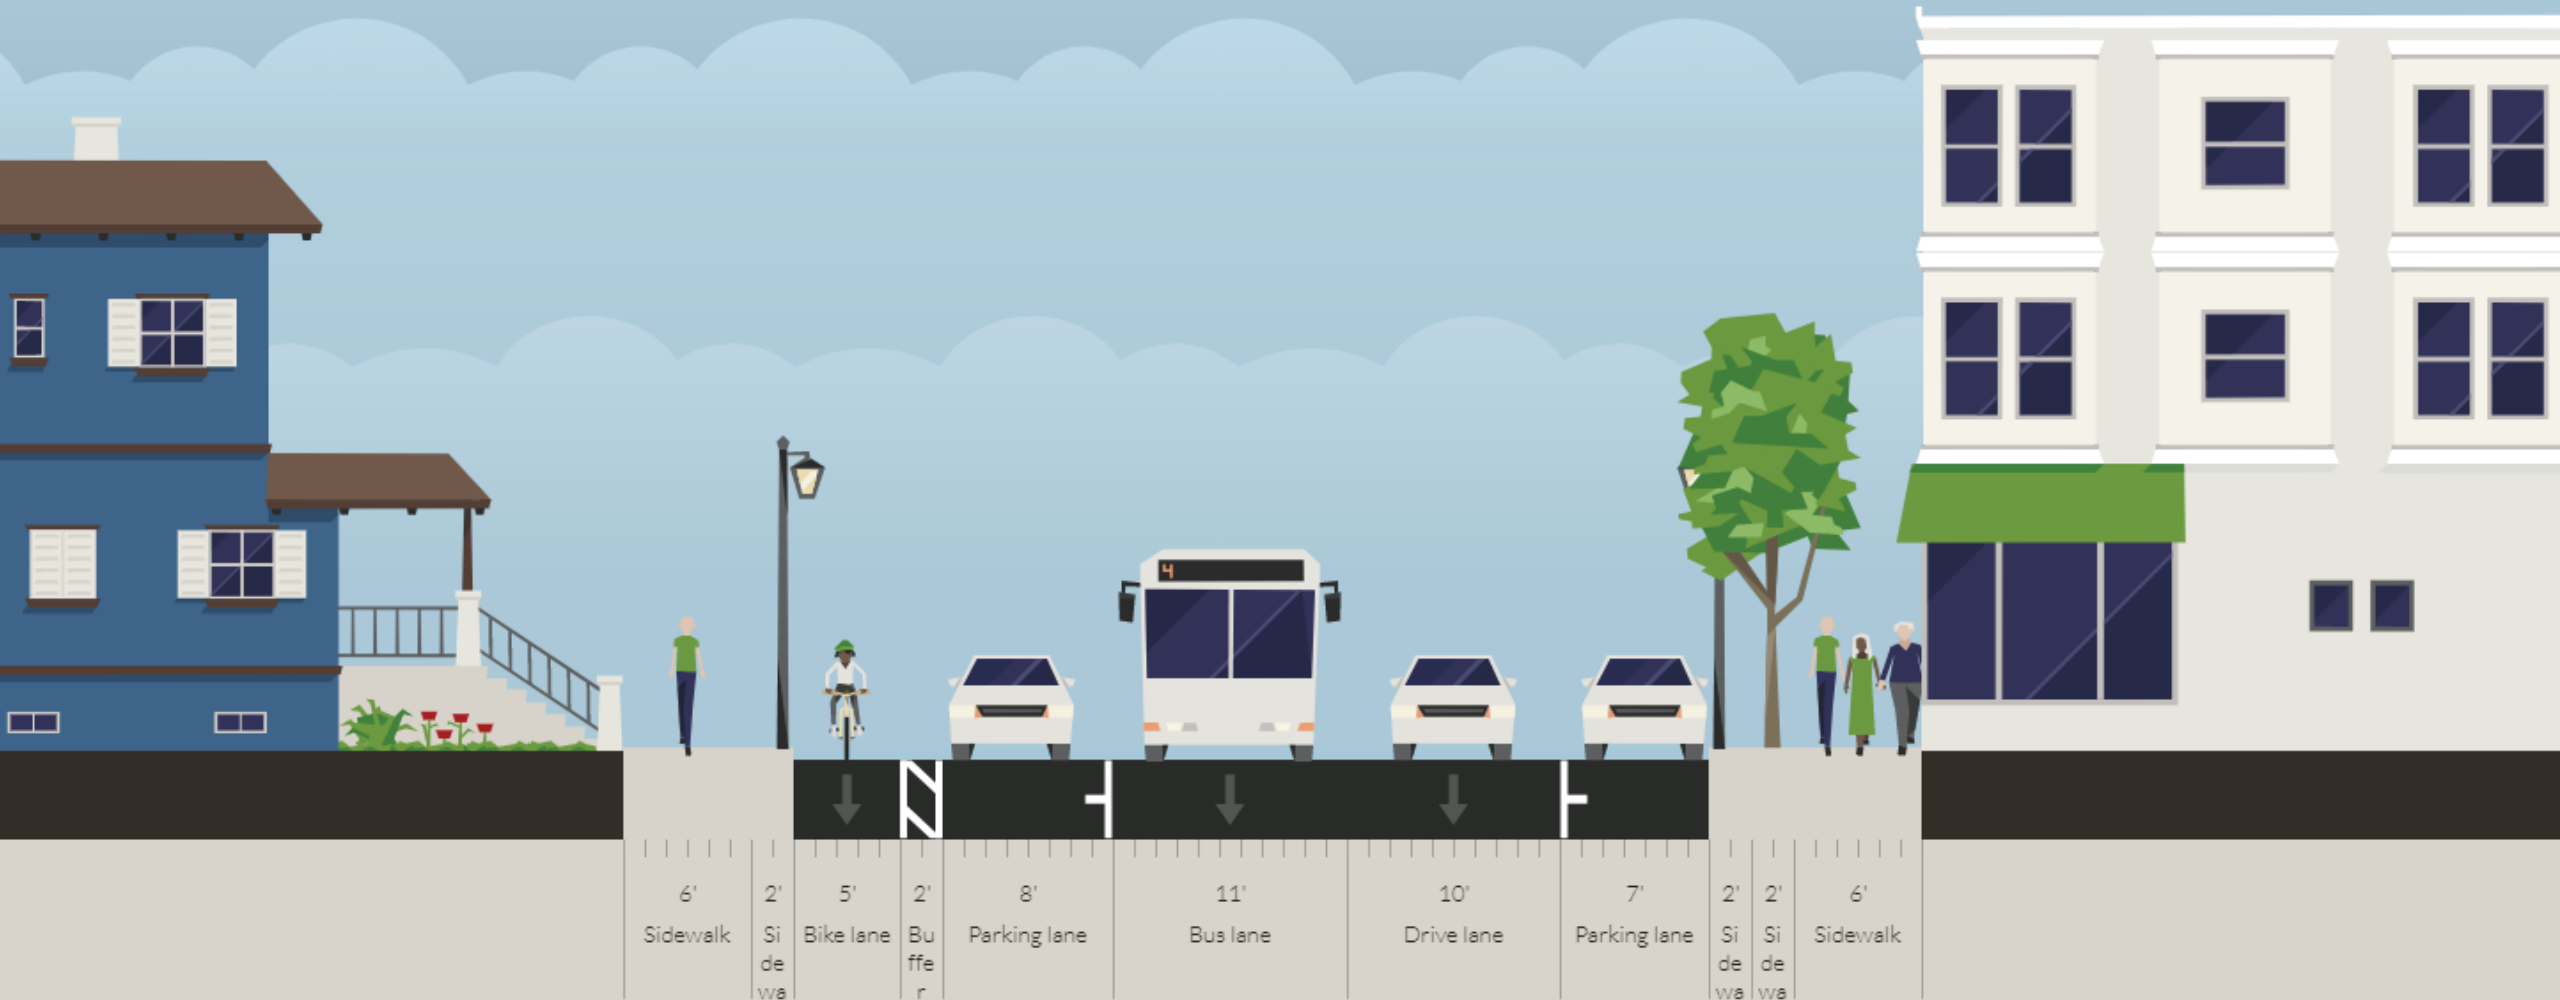 4
6' 2' 5' 2' 8' 11' 10' 7' 2' 2' 6'
Sidewalk Si Bike lane Bu Parking lane Bus lane Drive lane Parking lane Si Si Sidewalk
de ffe de de
wa r wa wa